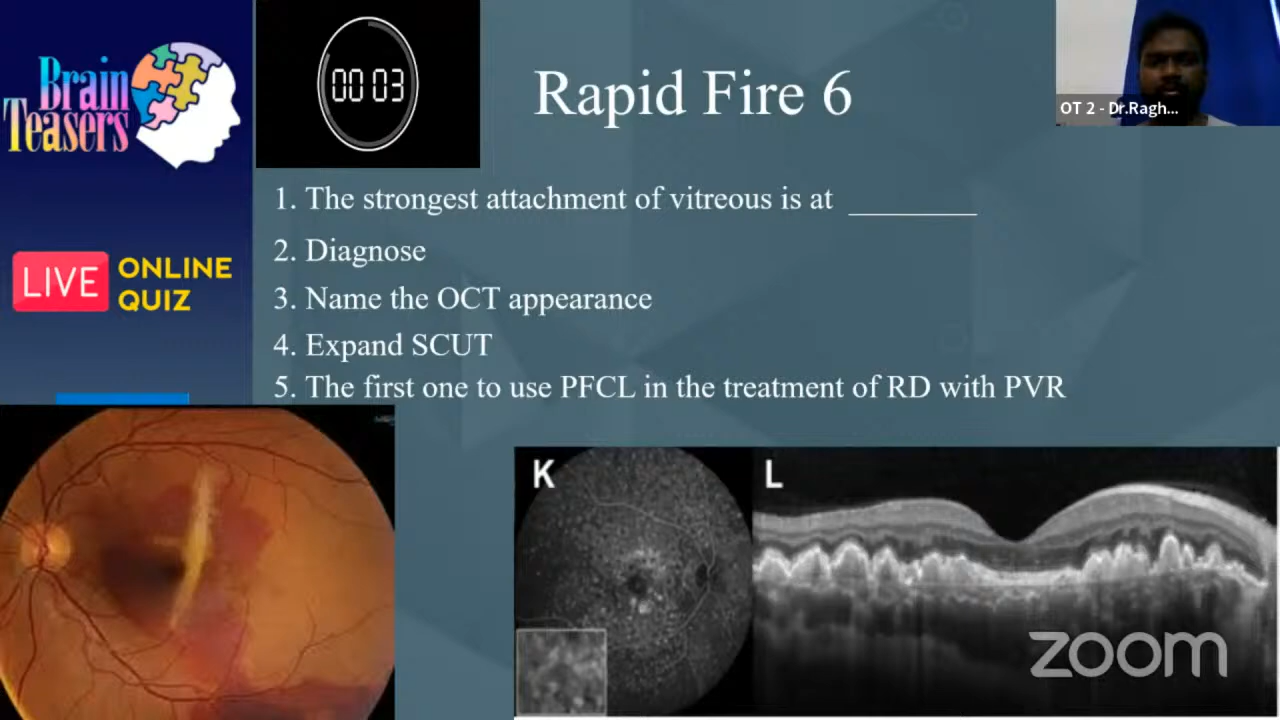 Brain
Teasers
00 03
Rapid Fire 6
OT 2 - Dr.Ragh...
1. The strongest attachment of vitreous is at ________
2. Diagnose
3. Name the OCT appearance
4. Expand SCUT
5. The first one to use PFCL in the treatment of RD with PVR
LIVE ONLINE
QUIZ
K
L
zoom